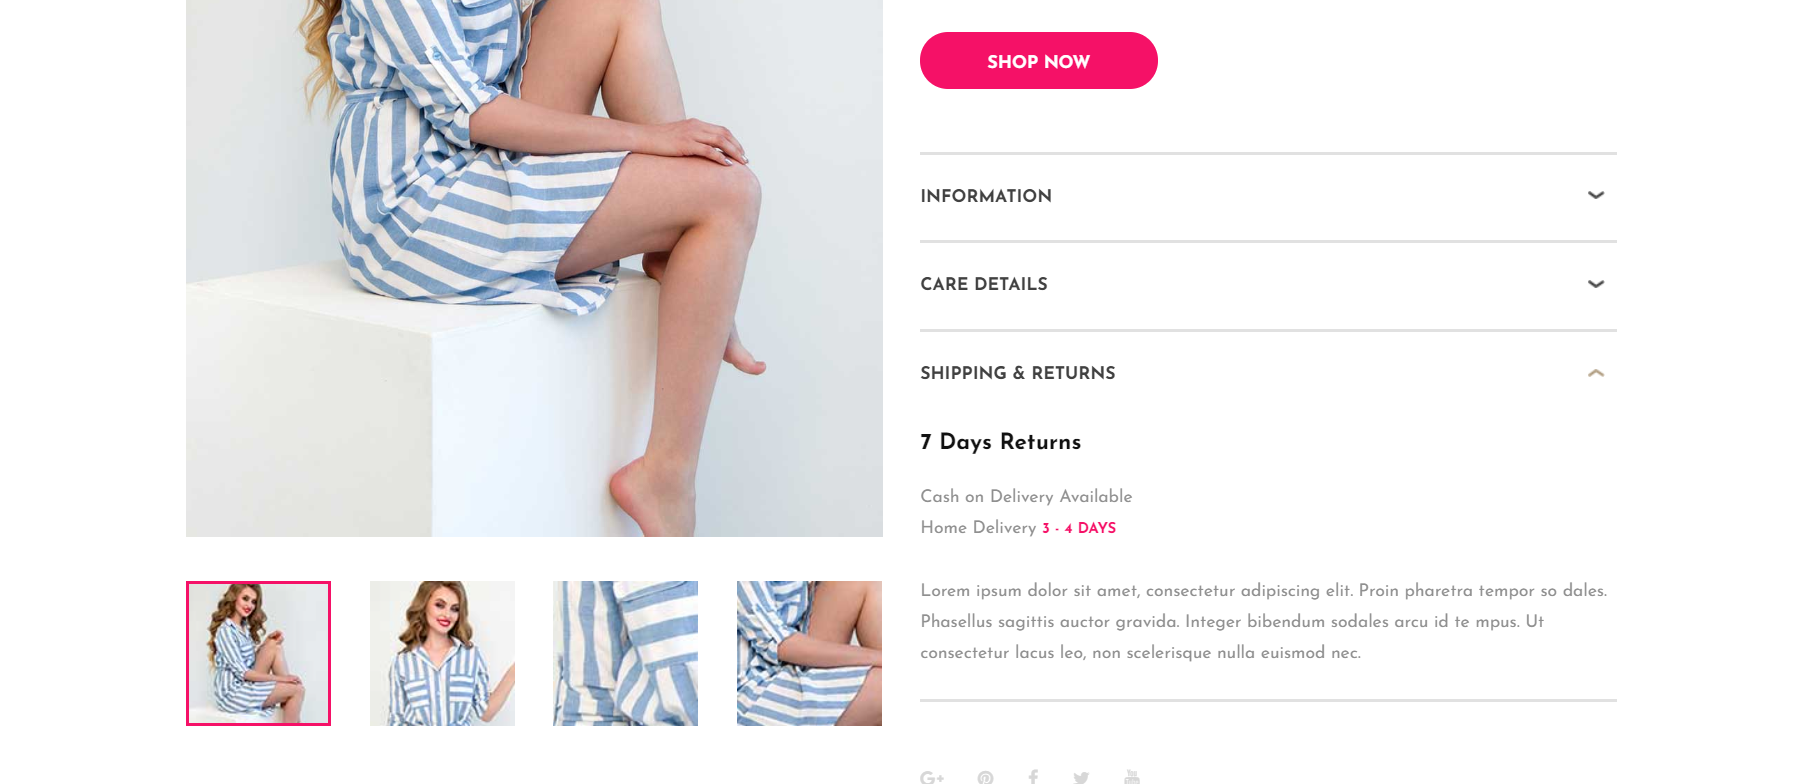 SHOP NOW
INFORMATION
CARE DETAILS
SHIPPING & RETURNS
7 Days Returns
Cash on Delivery Available
Home Delivery 3 - 4 DAYS
Lorem ipsum dolor sit amet, consectetur adipiscing elit. Proin pharetra tempor so dales.
Phasellus sagittis auctor gravida. Integer bibendum sodales arcu id te mpus. Ut
consectetur lacus leo, non scelerisque nulla euismod nec.